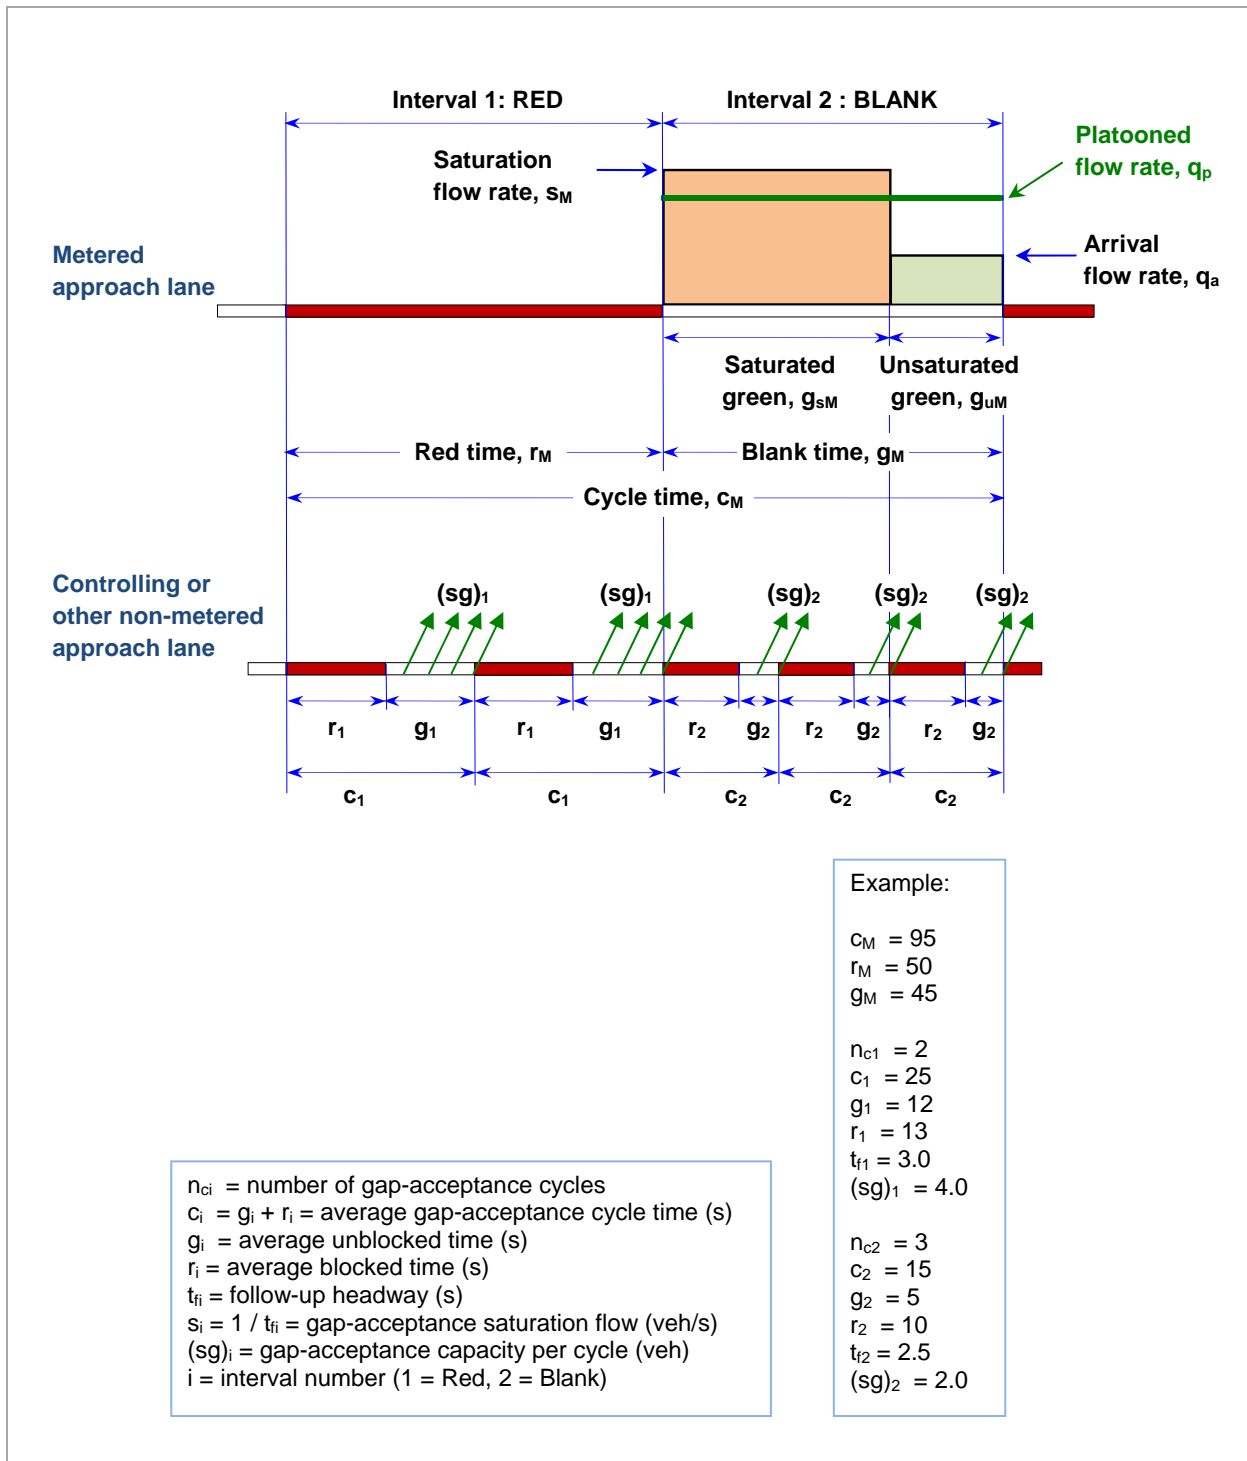 Interval 1: RED
Interval 2 : BLANK
Platooned
flow rate, qp
Saturation
flow rate, sM
Arrival
flow rate, qa
Metered
approach lane
Saturated
green, gsM
Unsaturated
green, guM
Red time, rM
Blank time, gM
Cycle time, cM
Controlling or
other non-metered
approach lane
(sg)1
(sg)1
(sg)2
(sg)2
(sg)2
r1
g1
r1
g1
r2
g2
r2
g2
r2
g2
c1
c1
c2
c2
c2
Example:
cM = 95
rM = 50
gM = 45
nc1 = 2
c1 = 25
g1 = 12
r1 = 13
tf1 = 3.0
(sg)1 = 4.0
nc2 = 3
c2 = 15
g2 = 5
r2 = 10
tf2 = 2.5
(sg)2 = 2.0
nci = number of gap-acceptance cycles
ci = gi + ri = average gap-acceptance cycle time (s)
gi = average unblocked time (s)
ri = average blocked time (s)
tfi = follow-up headway (s)
si = 1 / tfi = gap-acceptance saturation flow (veh/s)
(sg)i = gap-acceptance capacity per cycle (veh)
i = interval number (1 = Red, 2 = Blank)